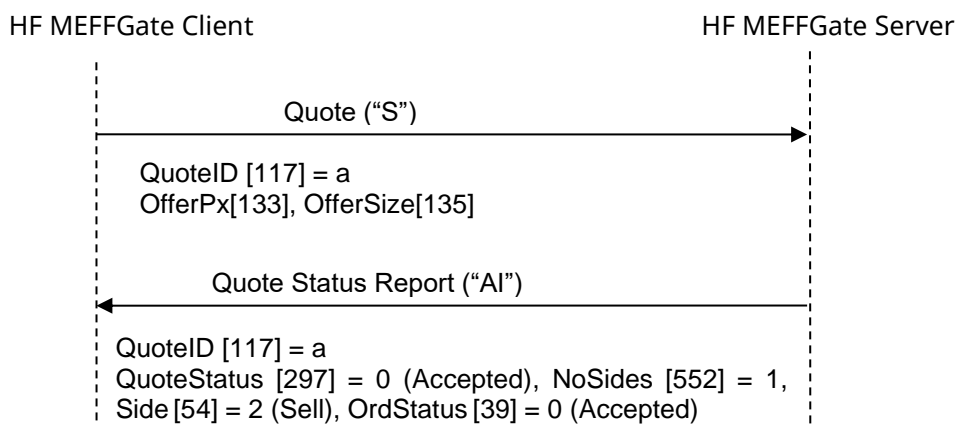 HF MEFFGate Client HF MEFFGate Server
Quote (“S”)
QuoteID [117] = a
OfferPx[133], OfferSize[135]
Quote Status Report (“AI”)
QuoteID [117] = a
QuoteStatus [297] = 0 (Accepted), NoSides [552] = 1,
Side [54] = 2 (Sell), OrdStatus [39] = 0 (Accepted)